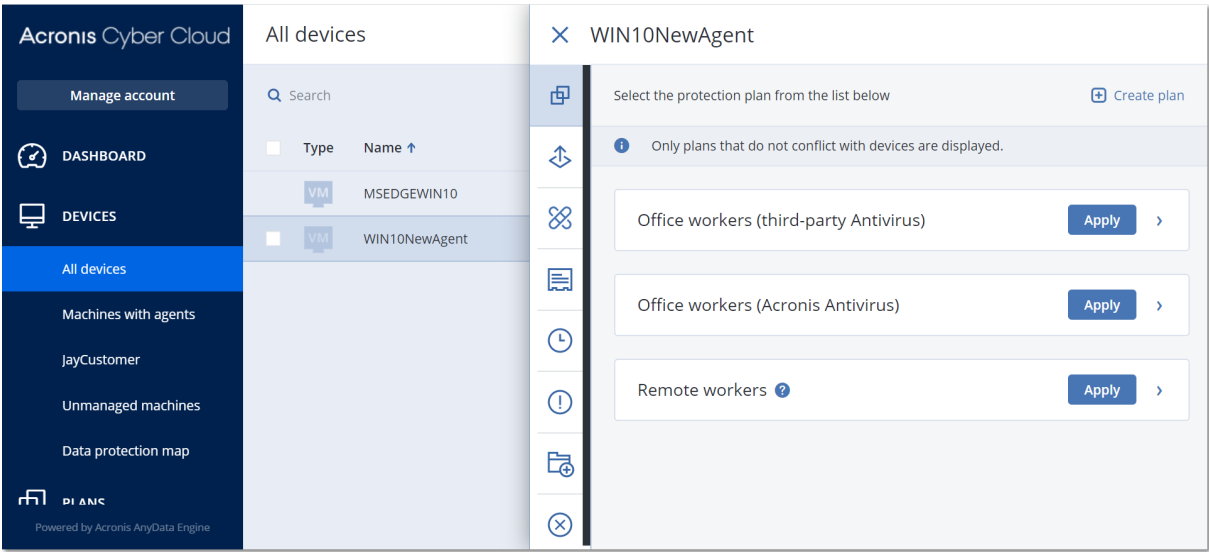 Acronis Cyber Cloud
Manage account
DASHBOARD
DEVICES
All devices
Machines with agents
JayCustomer
Unmanaged machines
Data protection map
PLANS
Powered by Acronis AnyData Engine
All devices
Search
Type Name
VM MSEDGEWIN10
VM WIN10NewAgent
WIN10NewAgent
Select the protection plan from the list below Create plan
Only plans that do not conflict with devices are displayed.
Office workers (third-party Antivirus) Apply
Office workers (Acronis Antivirus) Apply
Remote workers ? Apply